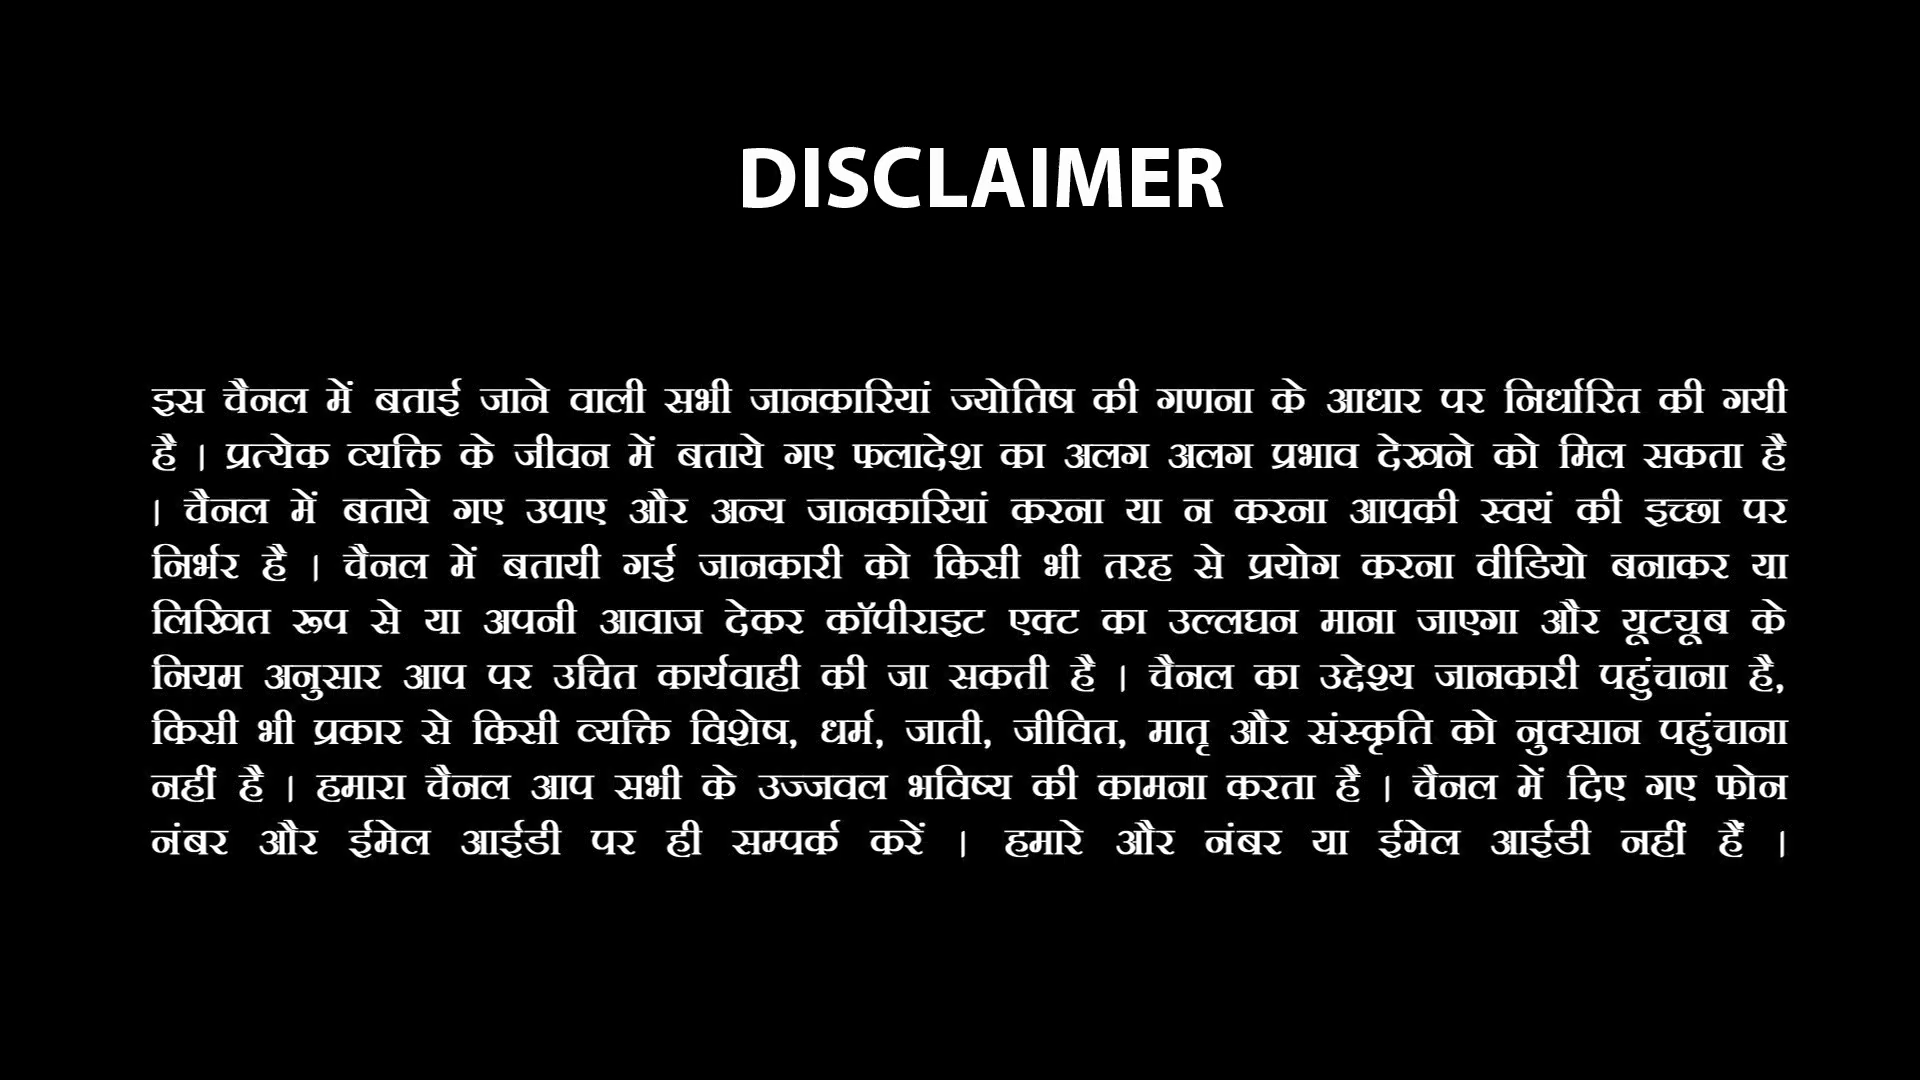 DISCLAIMER
इस चैनल में बताई जाने वाली सभी जानकारियां ज्योतिष की गणना के आधार पर निर्धारित की गयी
है । प्रत्येक व्यक्ति के जीवन में बताये गए फलादेश का अलग अलग प्रभाव देखने को मिल सकता है
। चैनल में बताये गए उपाए और अन्य जानकारियां करना या न करना आपकी स्वयं की इच्छा पर
निर्भर है । चैनल में बतायी गई जानकारी को किसी भी तरह से प्रयोग करना वीडियो बनाकर या
लिखित रूप से या अपनी आवाज देकर कॉपीराइट एक्ट का उल्लघन माना जाएगा और यूट्यूब के
नियम अनुसार आप पर उचित कार्यवाही की जा सकती है । चैनल का उद्देश्य जानकारी पहुंचाना है,
किसी भी प्रकार से किसी व्यक्ति विशेष, धर्म, जाती, जीवित, मातृ और संस्कृति को नुक्सान पहुंचाना
नहीं है । हमारा चैनल आप सभी के उज्जवल भविष्य की कामना करता है । चैनल में दिए गए फोन
नंबर और ईमेल आईडी पर ही सम्पर्क करें । हमारे और नंबर या ईमेल आईडी नहीं हैं ।